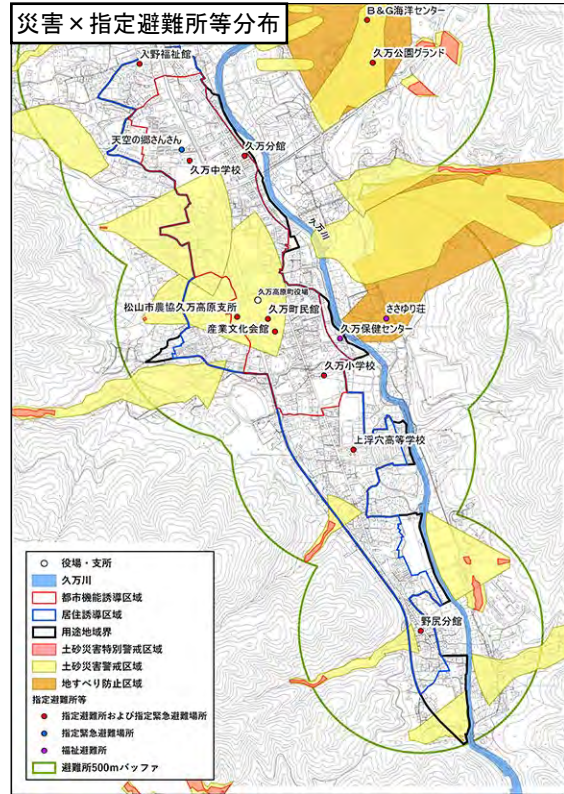 災害×指定避難所等分布
B&G海洋センター
久万公園グランド
入野福祉館
天空の郷さんさん
久万分館
久万中学校
久万川
久万高原町役場
松山市農協久万高原支所
久万町民館
ささゆり荘
産業文化会館
久万保健センター
久万小学校
上浮穴高等学校
野尻分館
役場・支所
久万川
都市機能誘導区域
居住誘導区域
用途地域界
土砂災害特別警戒区域
土砂災害警戒区域
地すべり防止区域
指定避難所等
指定避難所および指定緊急避難場所
指定緊急避難場所
福祉避難所
避難所500mバッファ